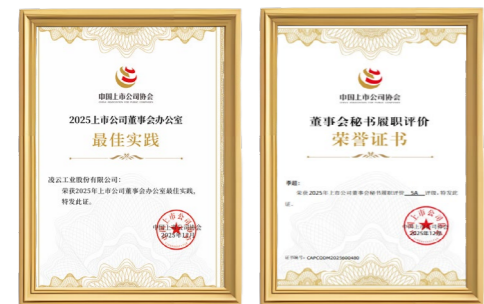 中国上市公司协会
2025上市公司董事会办公室
最佳实践
凌云工业股份有限公司：
荣获2025年上市公司董事会办公室最佳实践，
特发此证。
中国上市公司协会
2025年12月
中国上市公司协会
董事会秘书履职评价
荣誉证书
李超：
荣获2025年上市公司董事会秘书履职评价 5A 评级，特发此
证。
中国上市公司协会
2025年12月